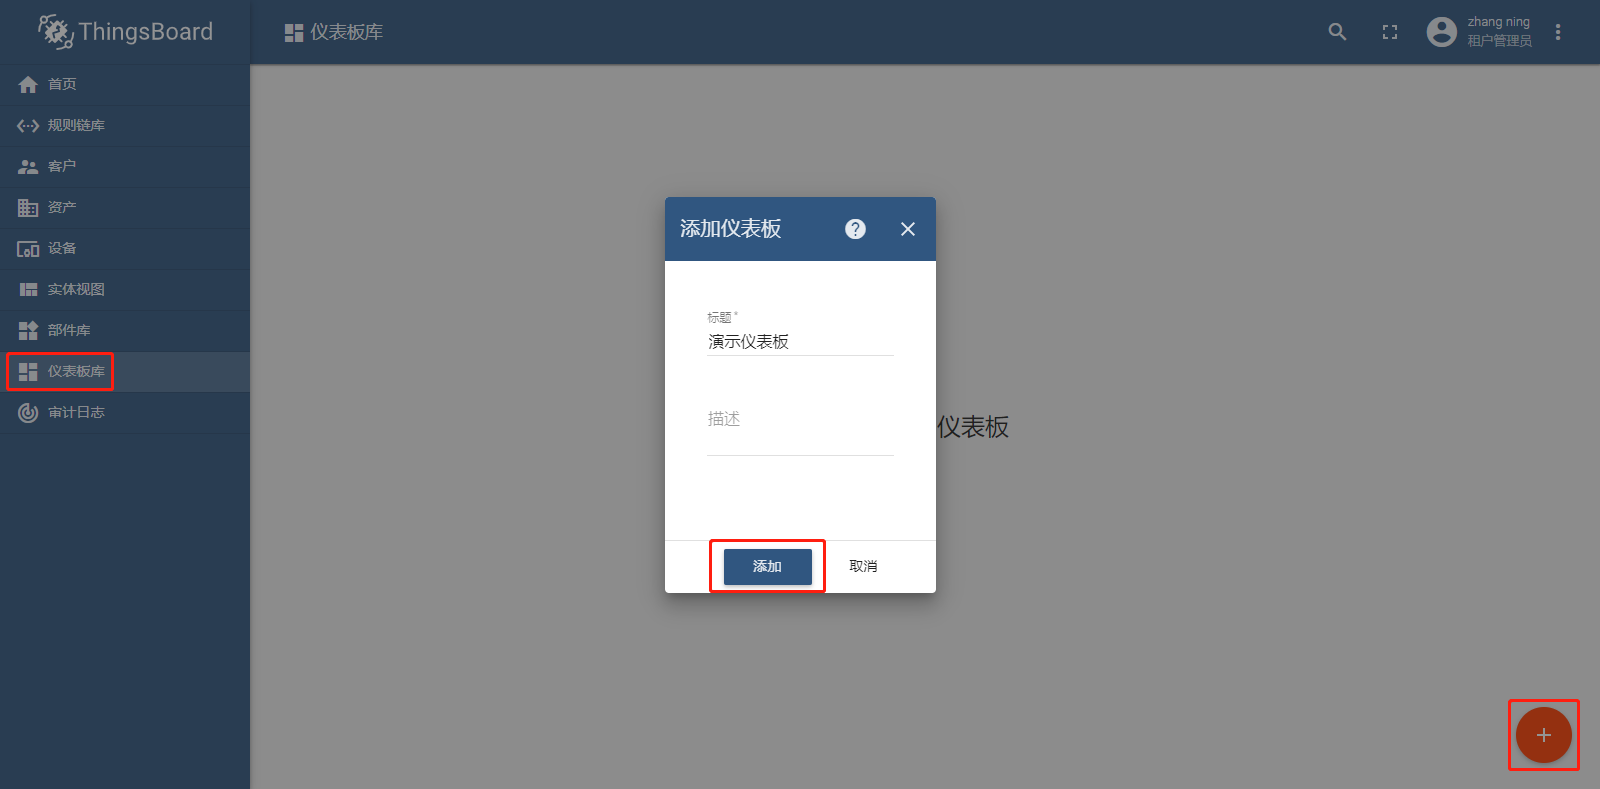 ThingsBoard
仪表板库
zhang ning
租户管理员
首页
规则链库
客户
资产
设备
实体视图
部件库
仪表板库
审计日志
添加仪表板
标题 *
演示仪表板
描述
仪表板
添加
取消